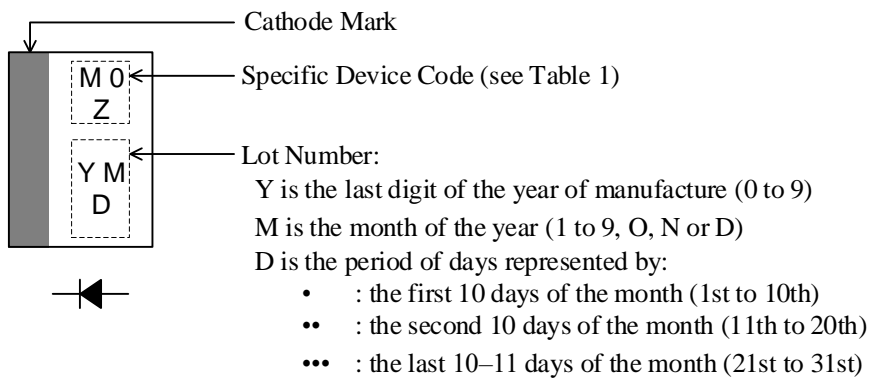 Cathode Mark
M 0
Z
Specific Device Code (see Table 1)
Y M
D
Lot Number:
Y is the last digit of the year of manufacture (0 to 9)
M is the month of the year (1 to 9, O, N or D)
D is the period of days represented by:
• : the first 10 days of the month (1st to 10th)
•• : the second 10 days of the month (11th to 20th)
••• : the last 10–11 days of the month (21st to 31st)